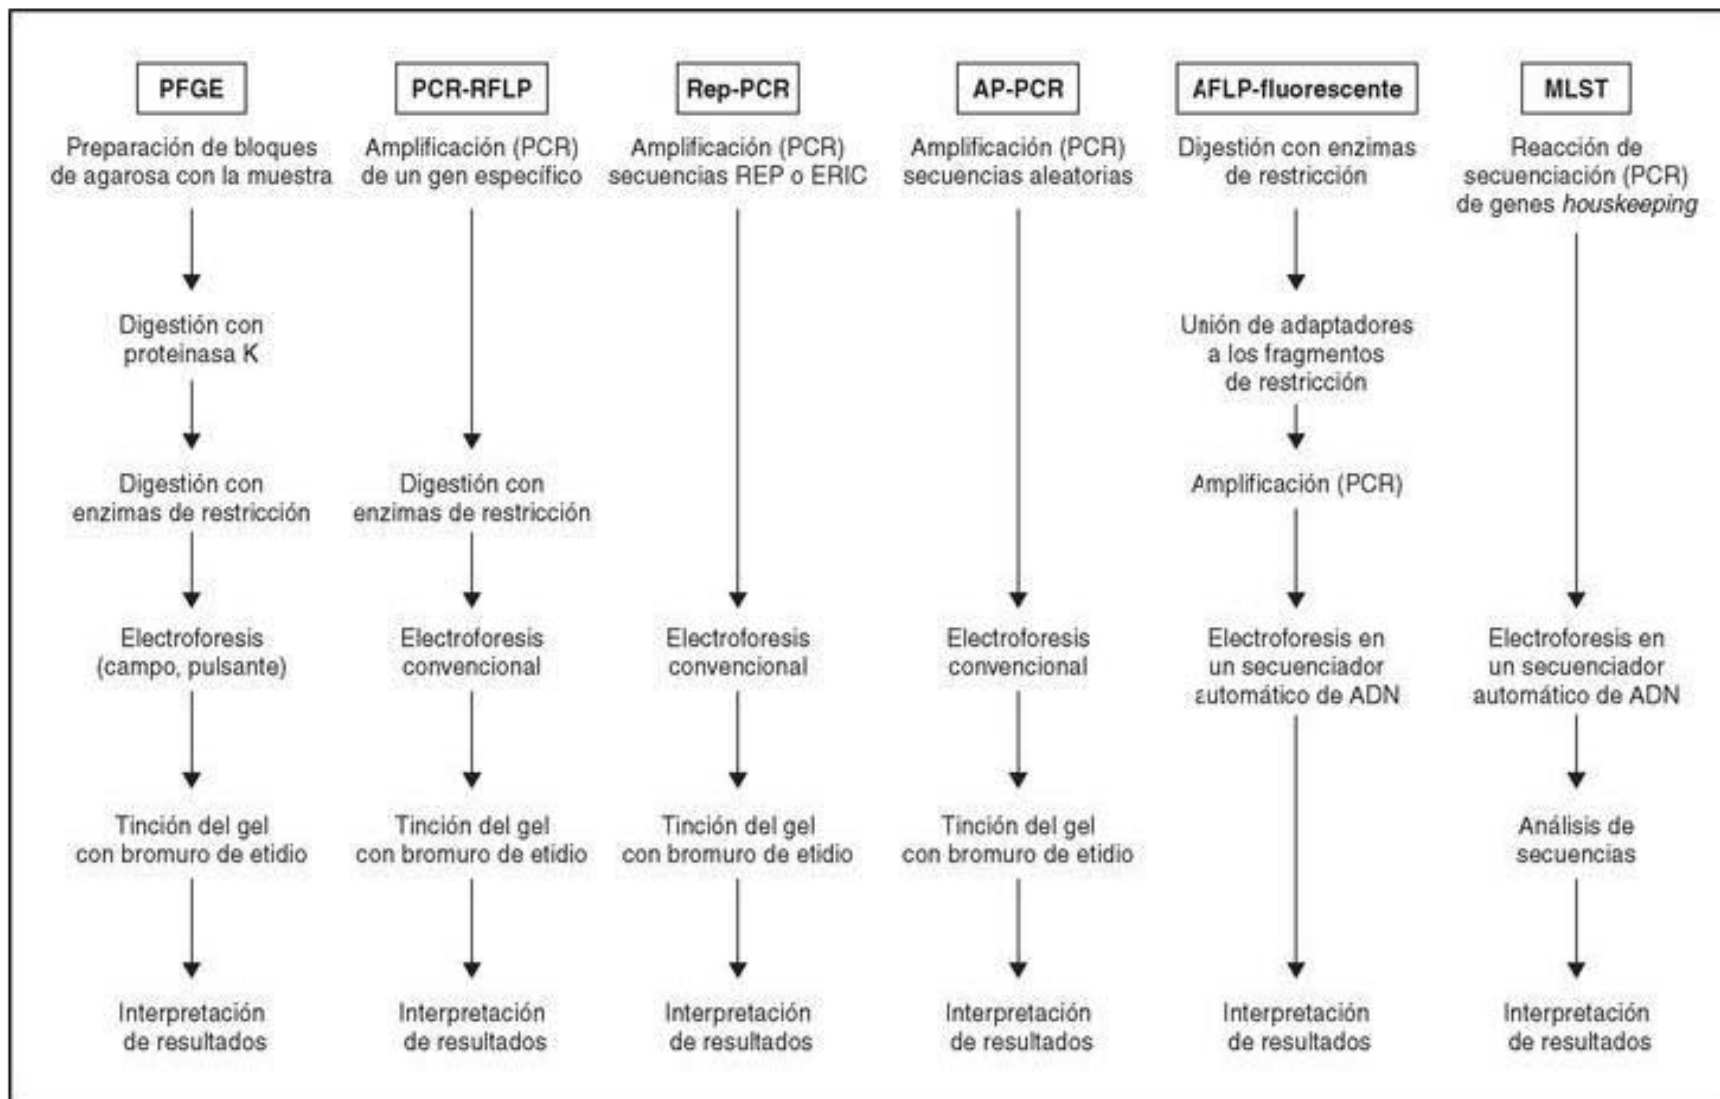 PFGE
Preparación de bloques
de agarosa con la muestra
Digestión con
proteinasa K
Digestión con
enzimas de restricción
Electroforesis
(campo, pulsante)
Tinción del gel
con bromuro de etidio
Interpretación
de resultados
PCR-RFLP
Amplificación (PCR)
de un gen específico
Digestión con
enzimas de restricción
Electroforesis
convencional
Tinción del gel
con bromuro de etidio
Interpretación
de resultados
Rep-PCR
Amplificación (PCR)
secuencias REP o ERIC
Electroforesis
convencional
Tinción del gel
con bromuro de etidio
Interpretación
de resultados
AP-PCR
Amplificación (PCR)
secuencias aleatorias
Electroforesis
convencional
Tinción del gel
con bromuro de etidio
Interpretación
de resultados
AFLP-fluorescente
Digestión con enzimas
de restricción
Unión de adaptadores
a los fragmentos
de restricción
Amplificación (PCR)
Electroforesis en
un secuenciador
automático de ADN
Interpretación
de resultados
MLST
Reacción de
secuenciación (PCR)
de genes houskeeping
Electroforesis en
un secuenciador
automático de ADN
Análisis de
secuencias
Interpretación
de resultados